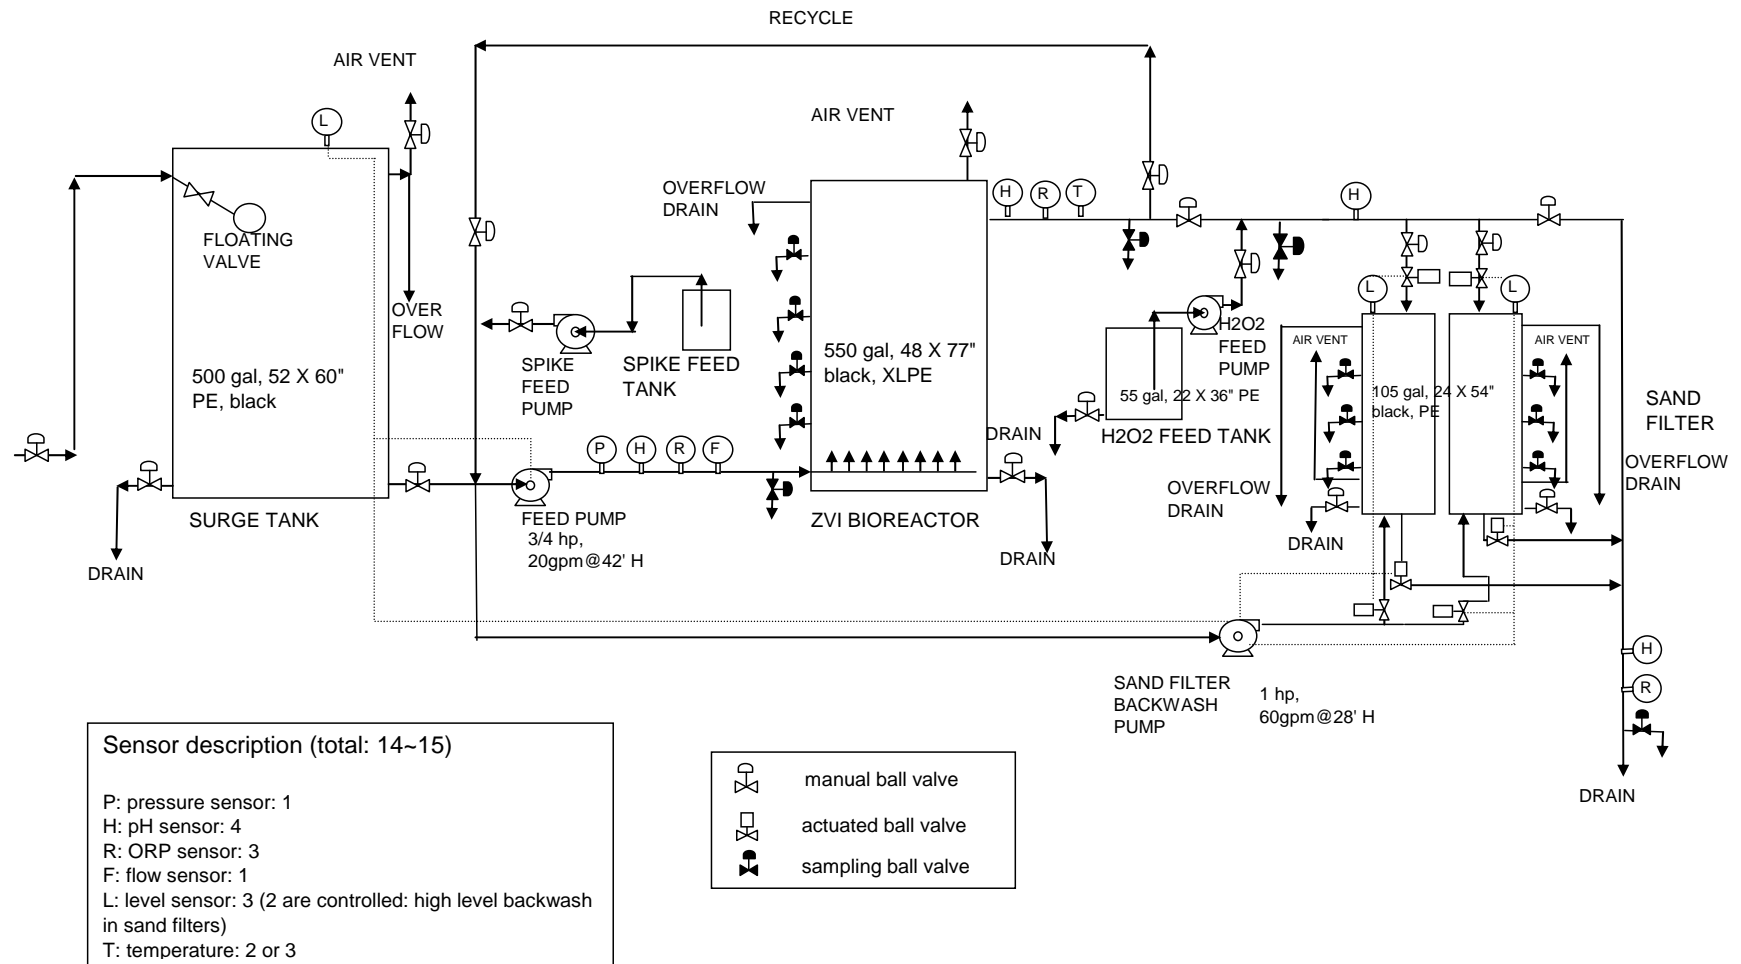 RECYCLE
AIR VENT
L
AIR VENT
OVERFLOW
DRAIN
H
R
T
H
FLOATING
VALVE
OVER
FLOW
L
L
SPIKE
FEED
PUMP
SPIKE FEED
TANK
500 gal, 52 X 60"
PE, black
550 gal, 48 X 77"
black, XLPE
H2O2
FEED
PUMP
55 gal, 22 X 36" PE
H2O2 FEED TANK
AIR VENT
AIR VENT
105 gal, 24 X 54"
black, PE
SAND
FILTER
P
H
R
F
DRAIN
OVERFLOW
DRAIN
OVERFLOW
DRAIN
SURGE TANK
FEED PUMP
3/4 hp,
20gpm@42' H
ZVI BIOREACTOR
DRAIN
DRAIN
DRAIN
SAND FILTER
BACKWASH
PUMP
1 hp,
60gpm@28' H
H
R
DRAIN
Sensor description (total: 14~15)
P: pressure sensor: 1
H: pH sensor: 4
R: ORP sensor: 3
F: flow sensor: 1
L: level sensor: 3 (2 are controlled: high level backwash
in sand filters)
T: temperature: 2 or 3
manual ball valve
actuated ball valve
sampling ball valve